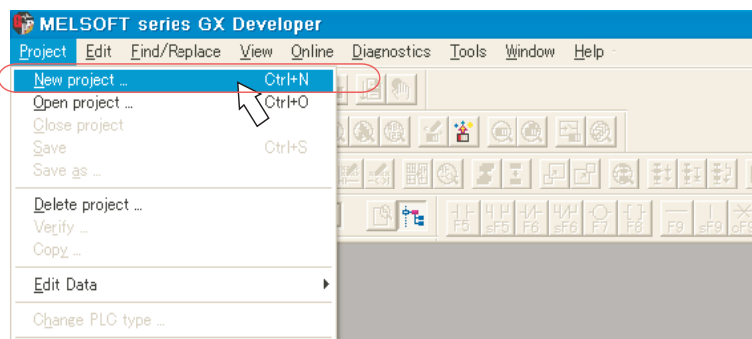 MELSOFT series GX Developer
Project Edit Find/Replace View Online Diagnostics Tools Window Help
New project ... Ctrl+N
Open project ... Ctrl+O
Close project
Save Ctrl+S
Save as ...
Delete project ...
Verify ...
Copy ...
Edit Data
Change PLC type ...
F5 sF5 F6 sF6 F7 F8 F9 sF9 cF9